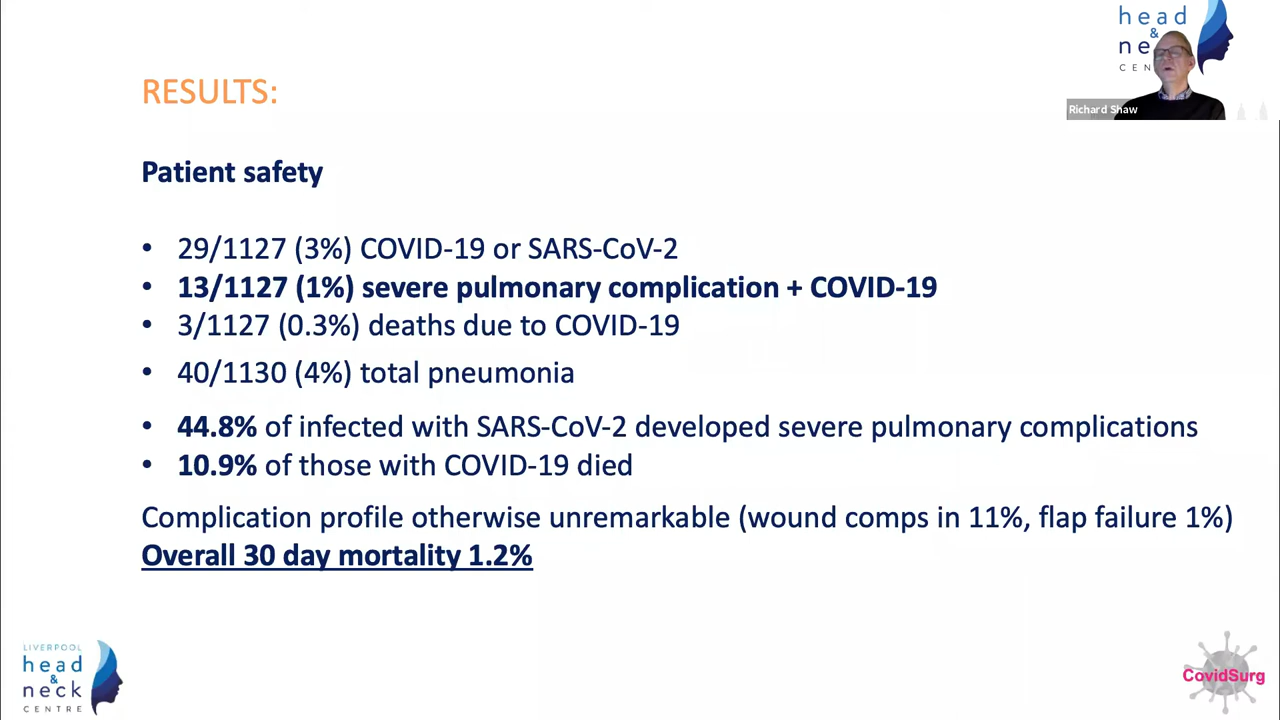 head
&
ne
CEN
Richard Shaw
RESULTS:
Patient safety
• 29/1127 (3%) COVID-19 or SARS-CoV-2
• 13/1127 (1%) severe pulmonary complication + COVID-19
• 3/1127 (0.3%) deaths due to COVID-19
• 40/1130 (4%) total pneumonia
• 44.8% of infected with SARS-CoV-2 developed severe pulmonary complications
• 10.9% of those with COVID-19 died
Complication profile otherwise unremarkable (wound comps in 11%, flap failure 1%)
Overall 30 day mortality 1.2%
LIVERPOOL
head
&
neck
CENTRE
CovidSurg